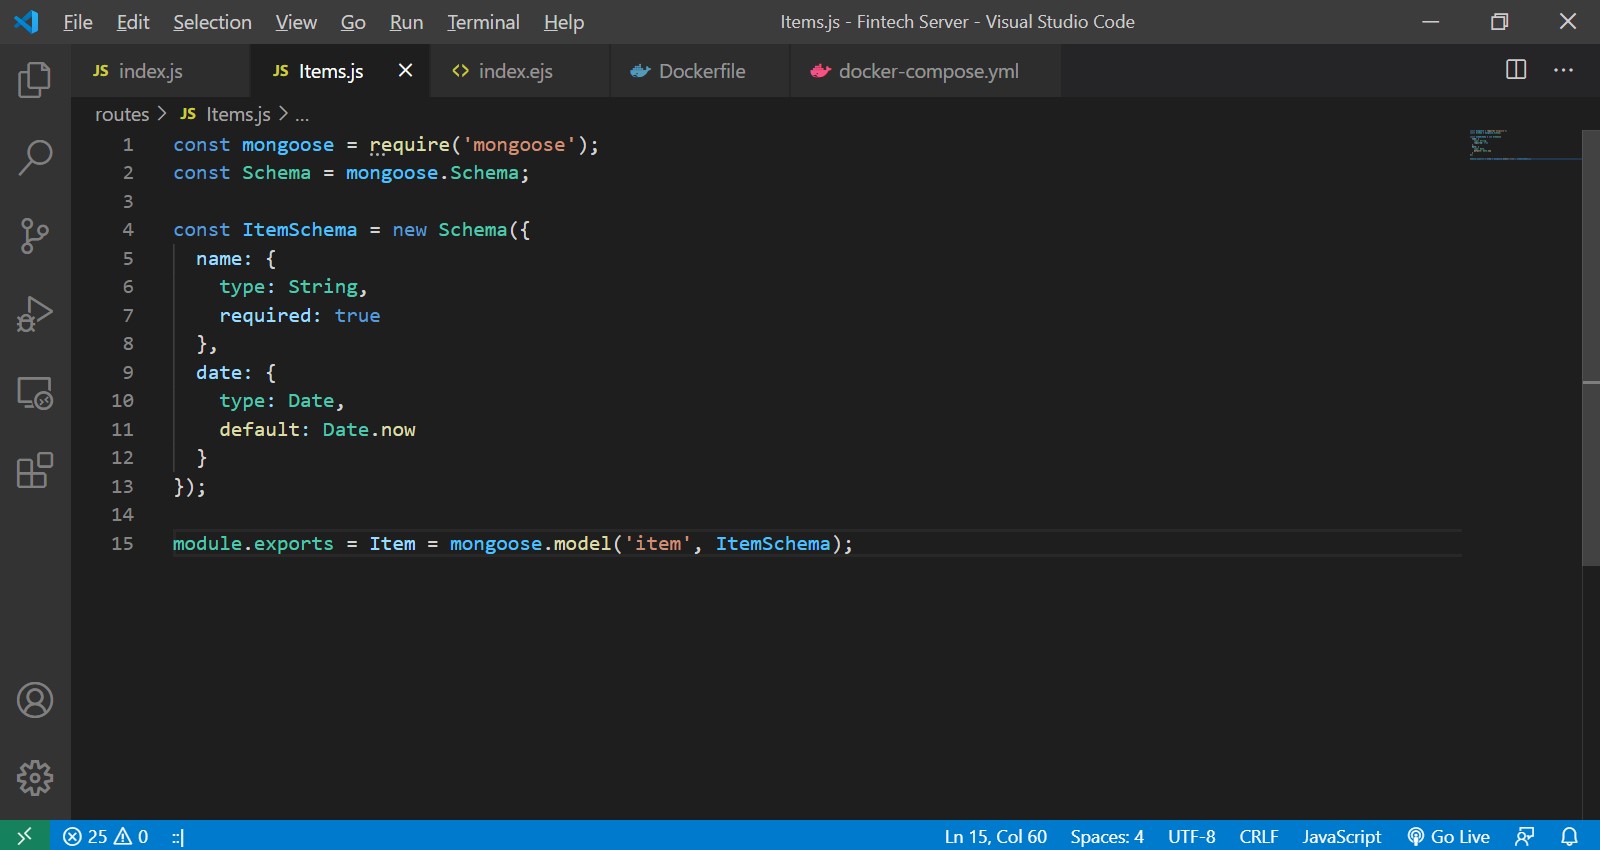 File Edit Selection View Go Run Terminal Help Items.js - Fintech Server - Visual Studio Code
JS index.js JS Items.js index.ejs Dockerfile docker-compose.yml
routes > JS Items.js > ...
1 const mongoose = require('mongoose');
2 const Schema = mongoose.Schema;
3
4 const ItemSchema = new Schema({
5 name: {
6 type: String,
7 required: true
8 },
9 date: {
10 type: Date,
11 default: Date.now
12 }
13 });
14
15 module.exports = Item = mongoose.model('item', ItemSchema);
25 0 Ln 15, Col 60 Spaces: 4 UTF-8 CRLF JavaScript Go Live